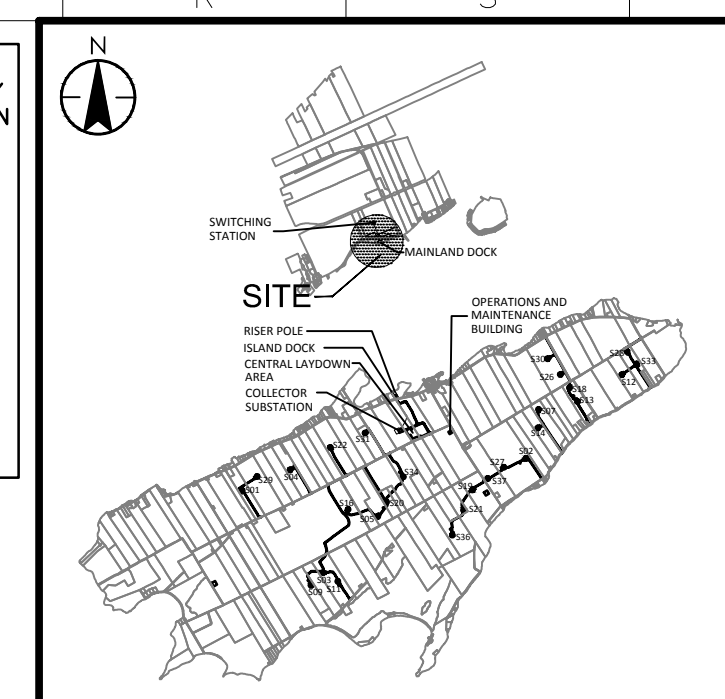 N
N
SWITCHING
STATION
MAINLAND DOCK
SITE
RISER POLE
ISLAND DOCK
CENTRAL LAYDOWN
AREA
COLLECTOR
SUBSTATION
OPERATIONS AND
MAINTENANCE
BUILDING
S30
S28
S33
S26
S12
S18
S13
S07
S14
S31
S22
S02
S27
S37
S34
S29
S04
S01
S19
S20
S21
S16
S05
S36
S03
S09
S11